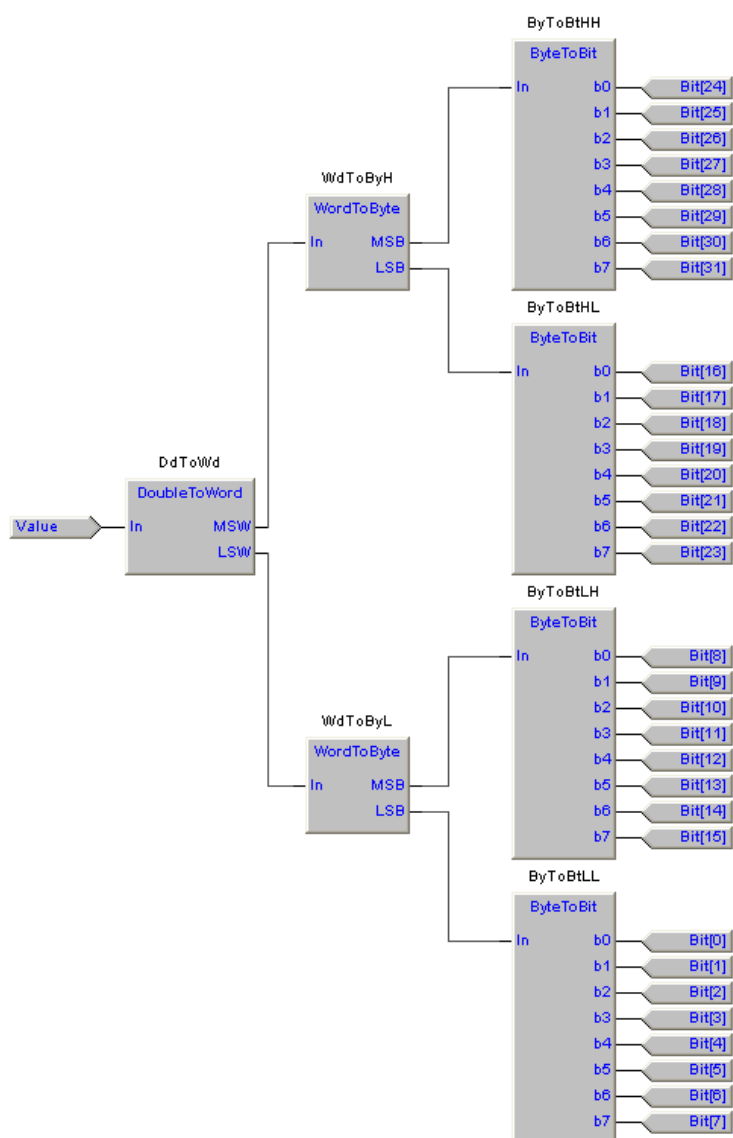 ByToBtHH
ByteToBit
In b0 Bit[24]
b1 Bit[25]
b2 Bit[26]
b3 Bit[27]
b4 Bit[28]
b5 Bit[29]
b6 Bit[30]
b7 Bit[31]
WdToByH
WordToByte
In MSB
LSB
ByToBtHL
ByteToBit
In b0 Bit[16]
b1 Bit[17]
b2 Bit[18]
b3 Bit[19]
b4 Bit[20]
b5 Bit[21]
b6 Bit[22]
b7 Bit[23]
DdToWd
DoubleToWord
Value In MSW
LSW
ByToBtLH
ByteToBit
In b0 Bit[8]
b1 Bit[9]
b2 Bit[10]
b3 Bit[11]
b4 Bit[12]
b5 Bit[13]
b6 Bit[14]
b7 Bit[15]
WdToByL
WordToByte
In MSB
LSB
ByToBtLL
ByteToBit
In b0 Bit[0]
b1 Bit[1]
b2 Bit[2]
b3 Bit[3]
b4 Bit[4]
b5 Bit[5]
b6 Bit[6]
b7 Bit[7]